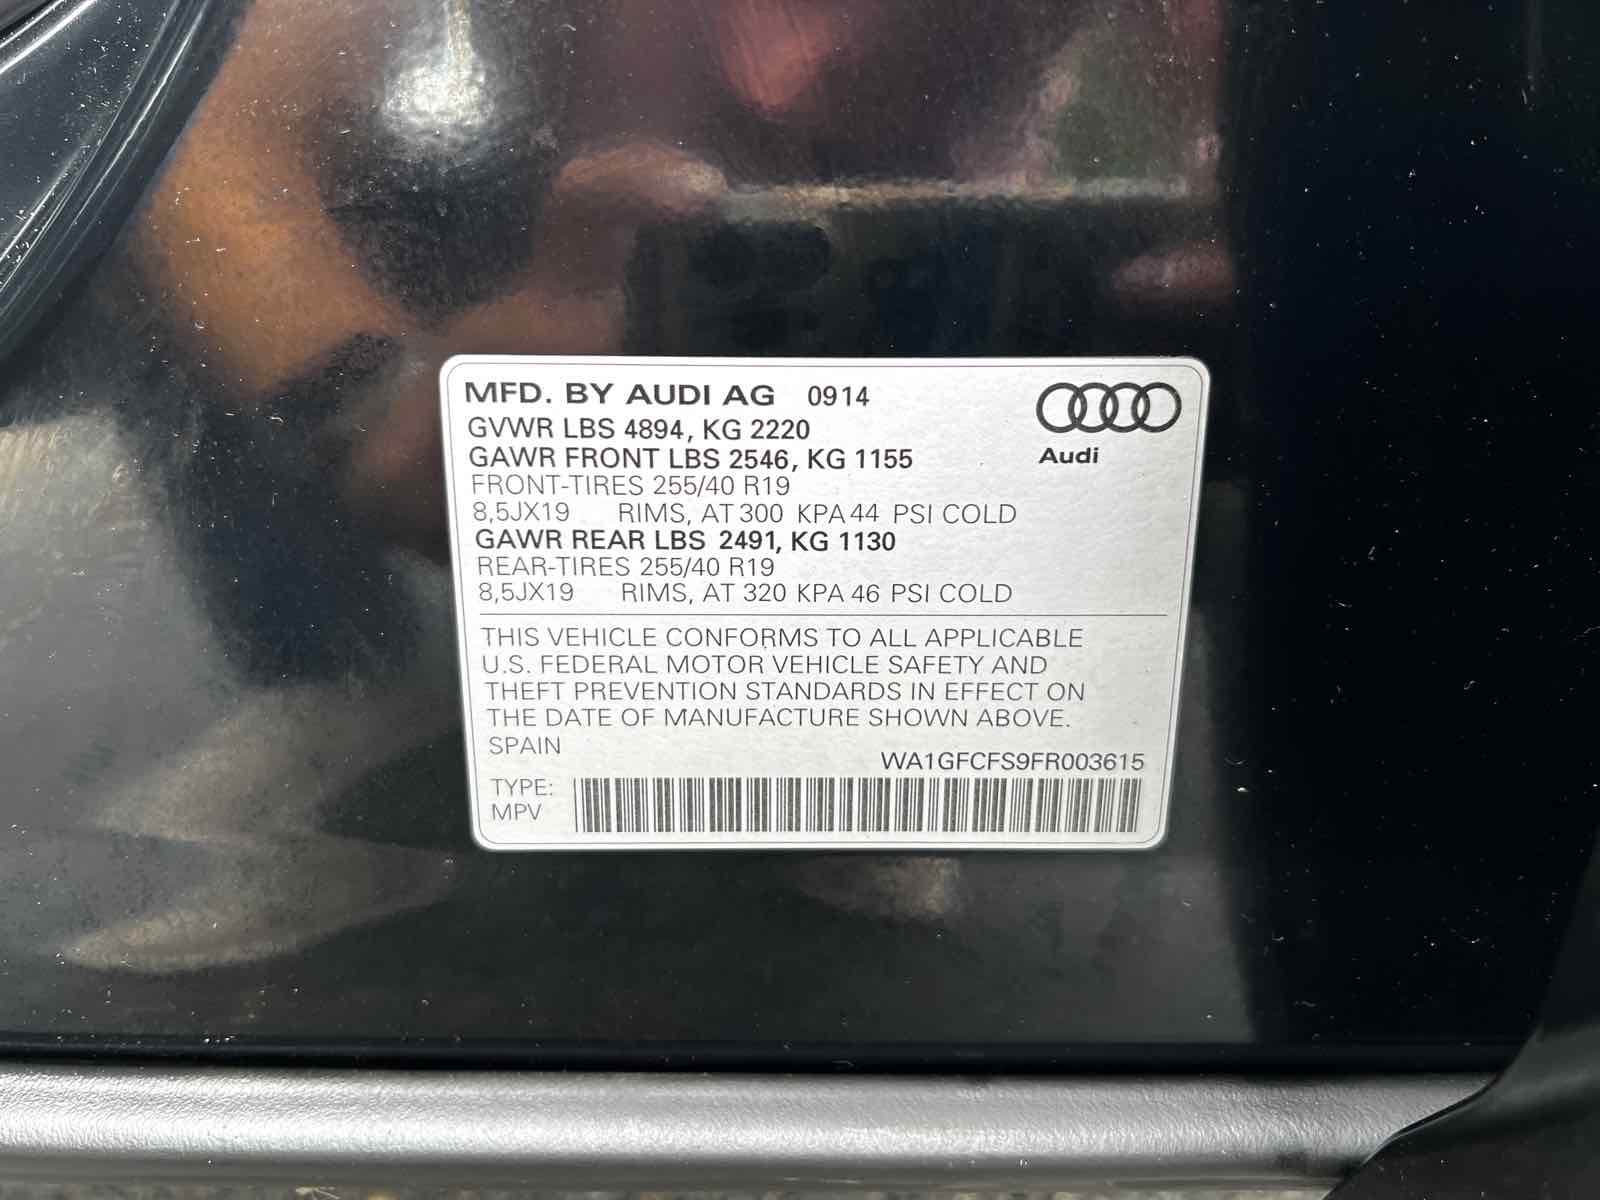 MFD. BY AUDI AG 0914
GVWR LBS 4894, KG 2220
GAWR FRONT LBS 2546, KG 1155
FRONT-TIRES 255/40 R19
8,5JX19 RIMS, AT 300 KPA 44 PSI COLD
GAWR REAR LBS 2491, KG 1130
REAR-TIRES 255/40 R19
8,5JX19 RIMS, AT 320 KPA 46 PSI COLD
Audi
THIS VEHICLE CONFORMS TO ALL APPLICABLE
U.S. FEDERAL MOTOR VEHICLE SAFETY AND
THEFT PREVENTION STANDARDS IN EFFECT ON
THE DATE OF MANUFACTURE SHOWN ABOVE.
SPAIN
WA1GFCFS9FR003615
TYPE:
MPV